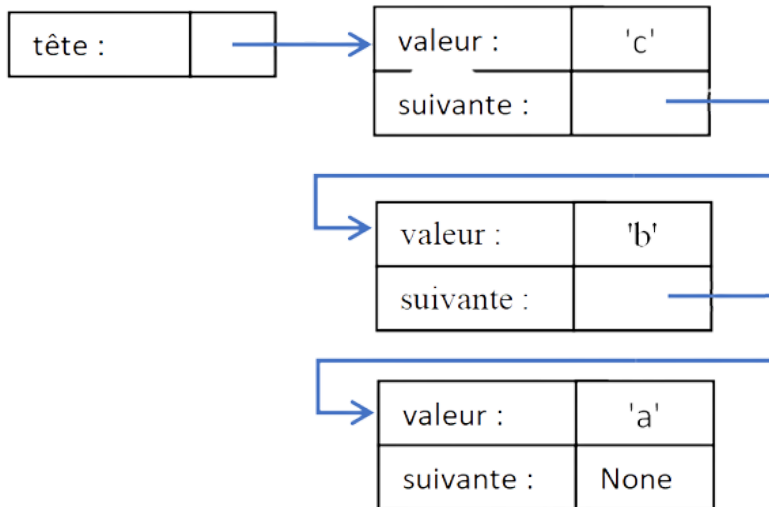 tête :
valeur : 'c'
suivante :
valeur : 'b'
suivante :
valeur : 'a'
suivante : None